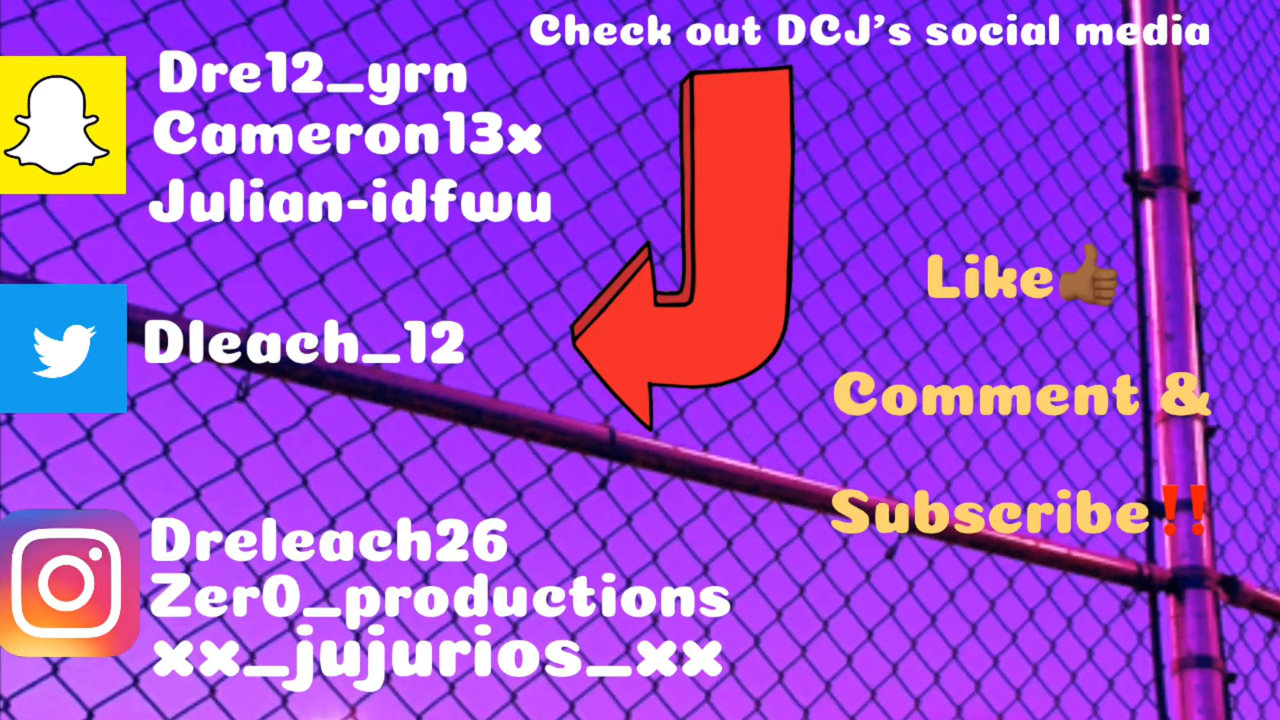 Check out DCJ's social media
Dre12_yrn
Cameron13x
Julian-idfwu
Dleach_12
Dreleach26
Zer0_productions
xx_jujurios_xx
Like👍🏾
Comment &
Subscribe‼️